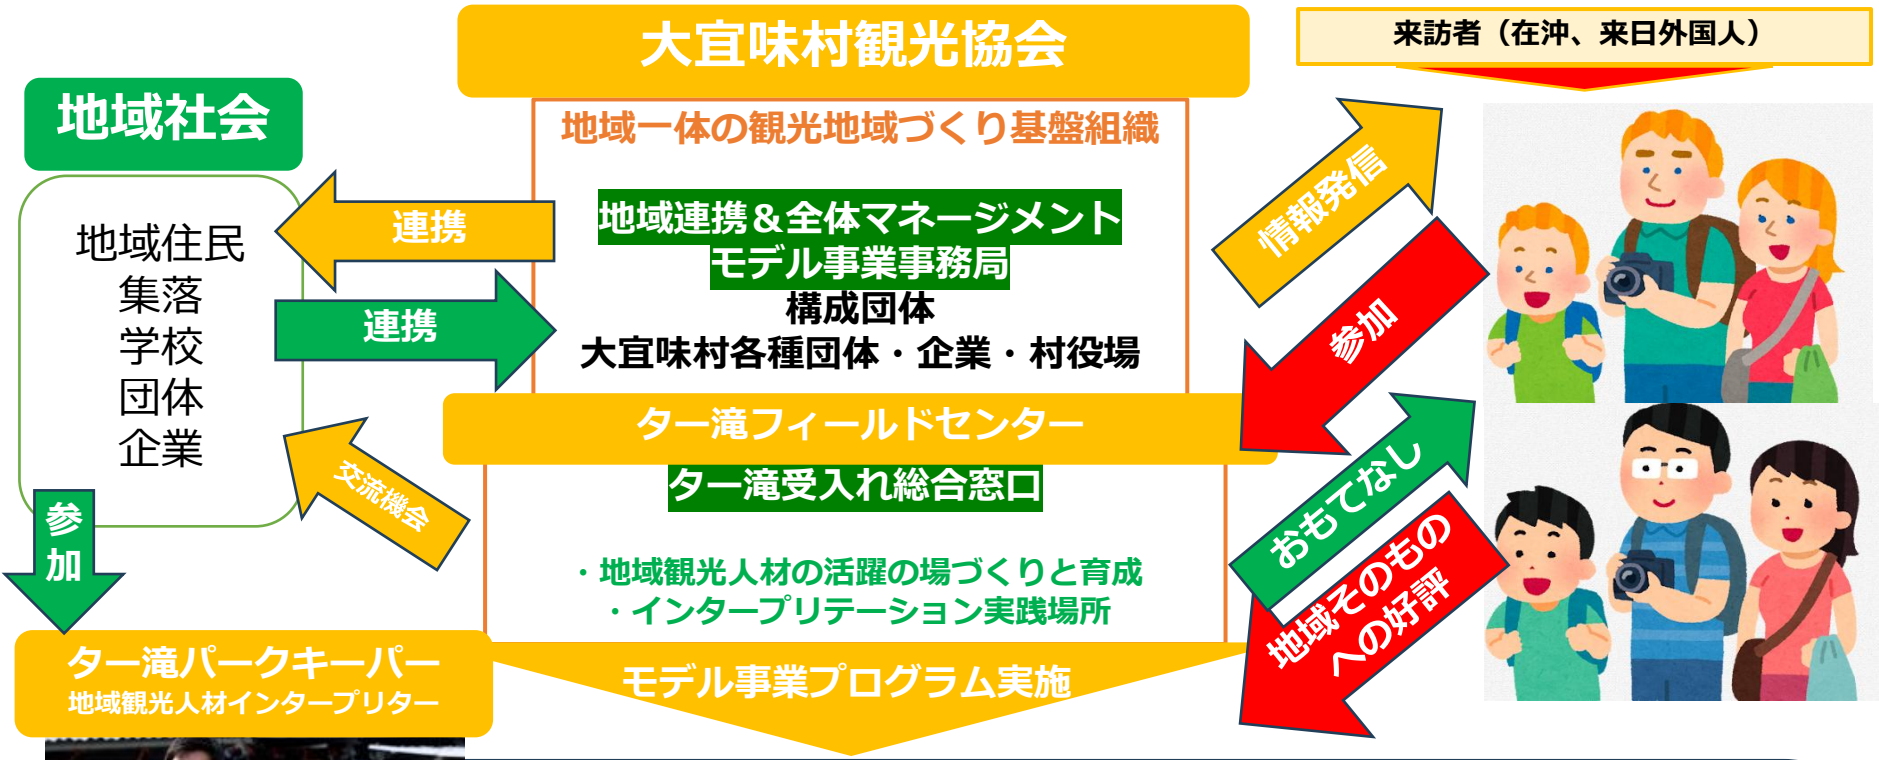 大宜味村観光協会
来訪者（在沖、来日外国人）
地域社会
地域一体の観光地域づくり基盤組織
地域住民
集落
学校
団体
企業
連携
連携
地域連携＆全体マネージメント
モデル事業事務局
構成団体
大宜味村各種団体・企業・村役場
情報発信
参加
ター滝フィールドセンター
ター滝受入れ総合窓口
交流機会
おもてなし
地域そのもの
への好評
・地域観光人材の活躍の場づくりと育成
・インタープリテーション実践場所
参
加
ター滝パークキーパー
地域観光人材インタープリター
モデル事業プログラム実施